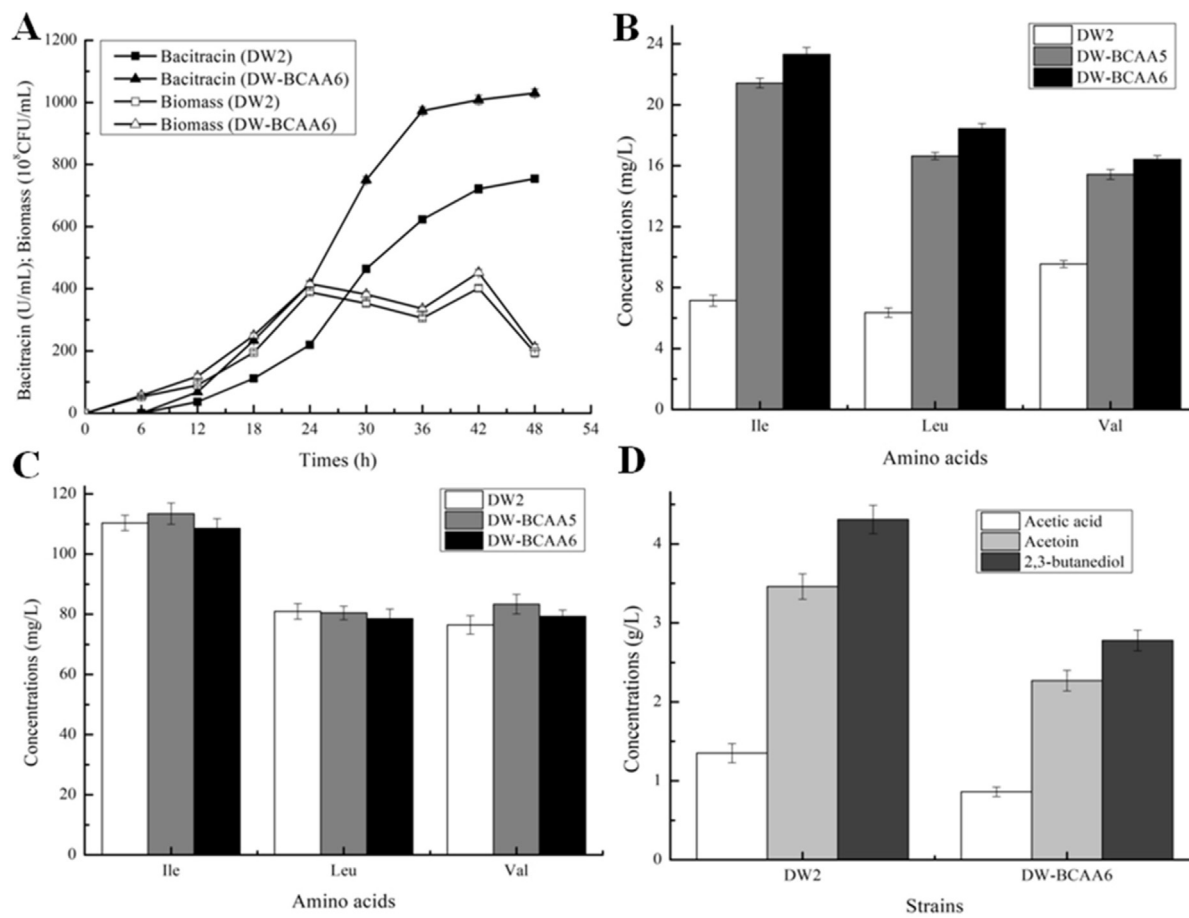 A
Bacitracin (U/mL); Biomass (10⁸CFU/mL)
1200
1000
800
600
400
200
0
Bacitracin (DW2)
Bacitracin (DW-BCAA6)
Biomass (DW2)
Biomass (DW-BCAA6)
0 6 12 18 24 30 36 42 48 54
Times (h)
B
Concentrations (mg/L)
24
20
16
12
8
4
0
DW2
DW-BCAA5
DW-BCAA6
Ile Leu Val
Amino acids
C
Concentrations (mg/L)
120
100
80
60
40
20
0
DW2
DW-BCAA5
DW-BCAA6
Ile Leu Val
Amino acids
D
Concentrations (g/L)
4
3
2
1
0
Acetic acid
Acetoin
2,3-butanediol
DW2 DW-BCAA6
Strains